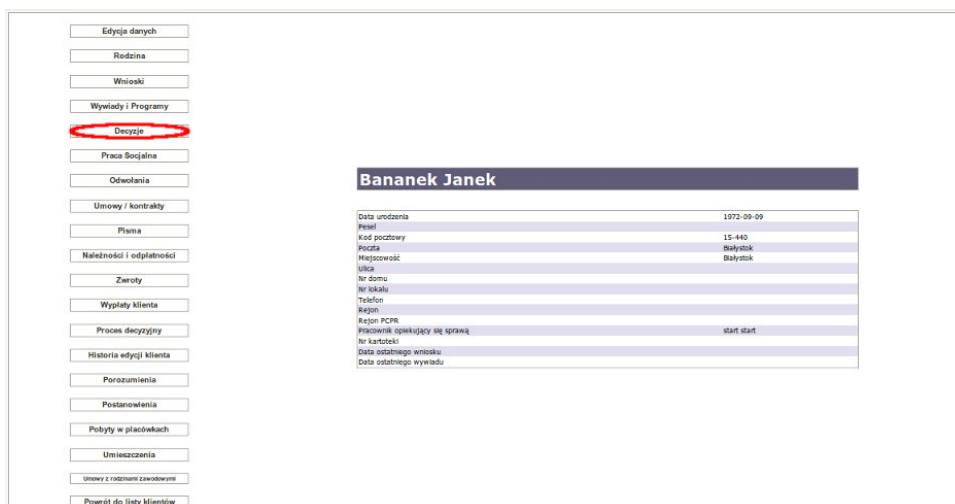 Edycja danych
Rodzina
Wnioski
Wywiady i Programy
Decyzje
Praca Socjalna
Odwołania
Umowy / kontrakty
Pisma
Należności i odpłatności
Zwroty
Wypłaty klienta
Proces decyzyjny
Historia edycji klienta
Porozumienia
Postanowienia
Pobyty w placówkach
Umieszczenia
Umowy z rodzinami zawodowymi
Powrót do listy klientów
Bananek Janek
Data urodzenia 1972-09-09
Pesel
Kod pocztowy 15-440
Poczta Białystok
Miejscowość Białystok
Ulica
Nr domu
Nr lokalu
Telefon
Rejon
Rejon PCPR
Pracownik opiekujący się sprawą start start
Nr kartoteki
Data ostatniego wniosku
Data ostatniego wywiadu